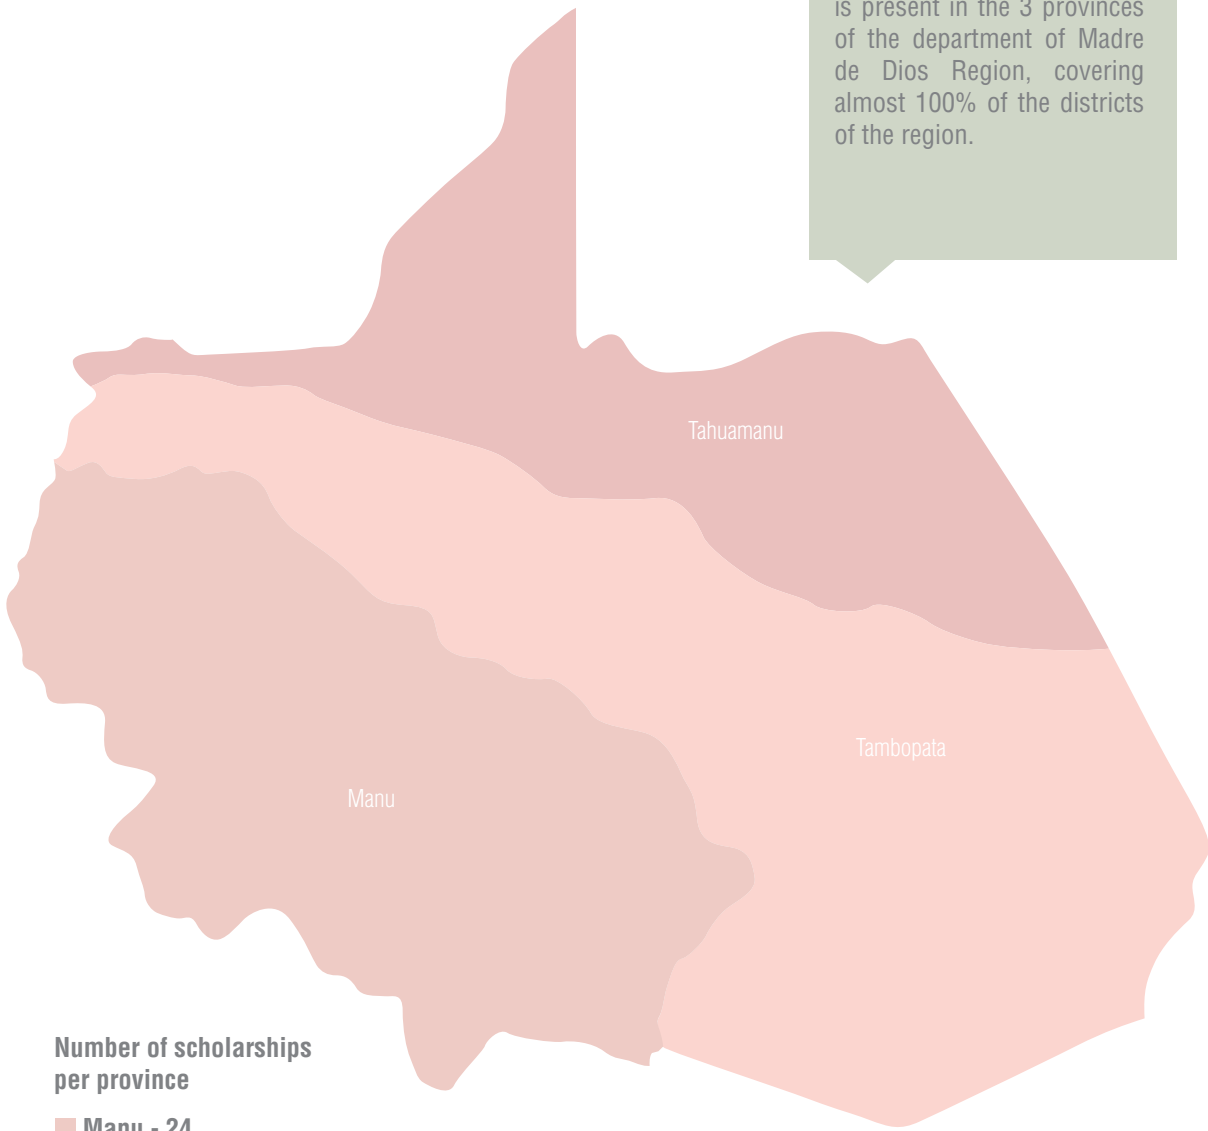 is present in the 3 provinces
of the department of Madre
de Dios Region, covering
almost 100% of the districts
of the region.
Tahuamanu
Tambopata
Manu
Number of scholarships
per province
Manu - 24